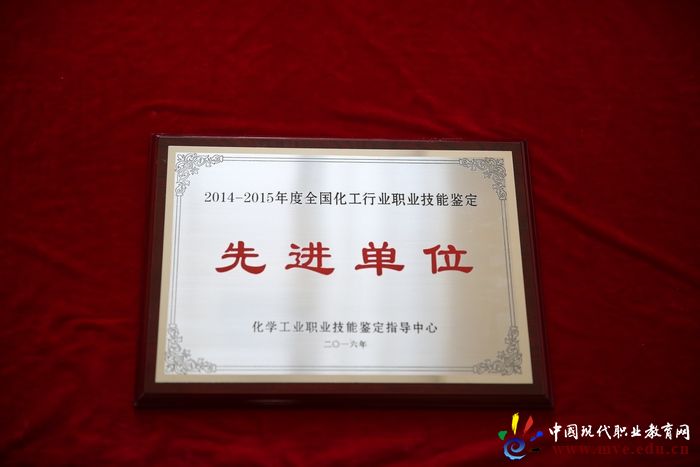 2014-2015年度全国化工行业职业技能鉴定
先进单位
化学工业职业技能鉴定指导中心
二〇一六年
中国现代职业教育网
www.mve.edu.cn